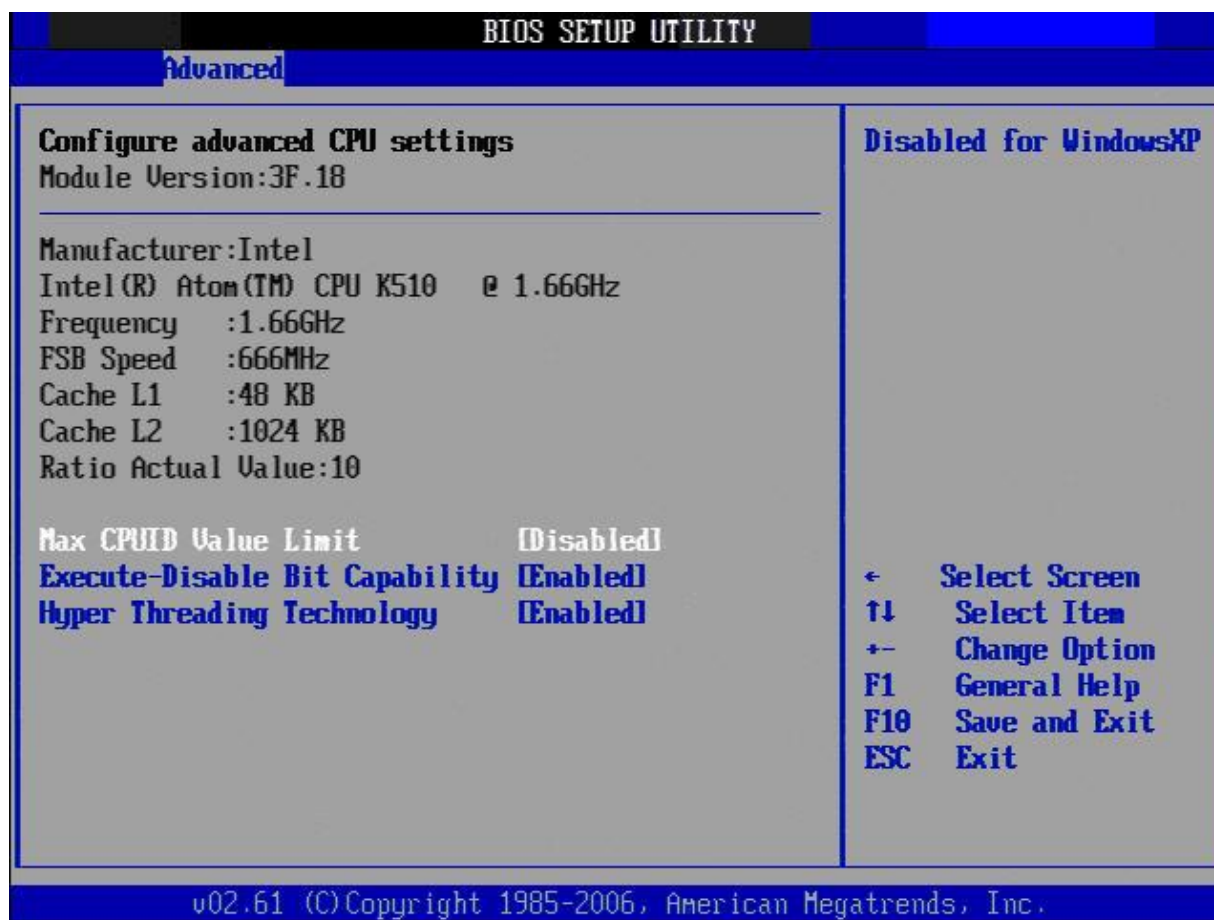 BIOS SETUP UTILITY
Advanced
Configure advanced CPU settings
Module Version:3F.18
Manufacturer:Intel
Intel(R) Atom(TM) CPU K510 @ 1.66GHz
Frequency :1.66GHz
FSB Speed :666MHz
Cache L1 :48 KB
Cache L2 :1024 KB
Ratio Actual Value:10
Max CPUID Value Limit [Disabled]
Execute-Disable Bit Capability [Enabled]
Hyper Threading Technology [Enabled]
Disabled for WindowsXP
← Select Screen
↑↓ Select Item
+- Change Option
F1 General Help
F10 Save and Exit
ESC Exit
v02.61 (C)Copyright 1985-2006, American Megatrends, Inc.